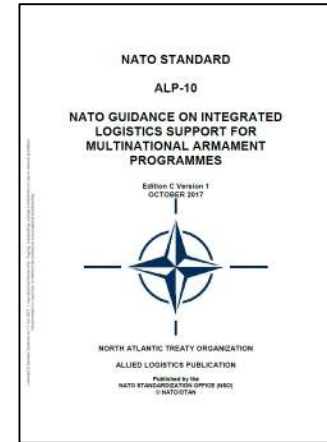 NATO STANDARD
ALP-10
NATO GUIDANCE ON INTEGRATED
LOGISTICS SUPPORT FOR
MULTINATIONAL ARMAMENT
PROGRAMMES
Edition C Version 1
OCTOBER 2017
NORTH ATLANTIC TREATY ORGANIZATION
ALLIED LOGISTICS PUBLICATION
Published by the
NATO STANDARDIZATION OFFICE (NSO)
© NATO/OTAN